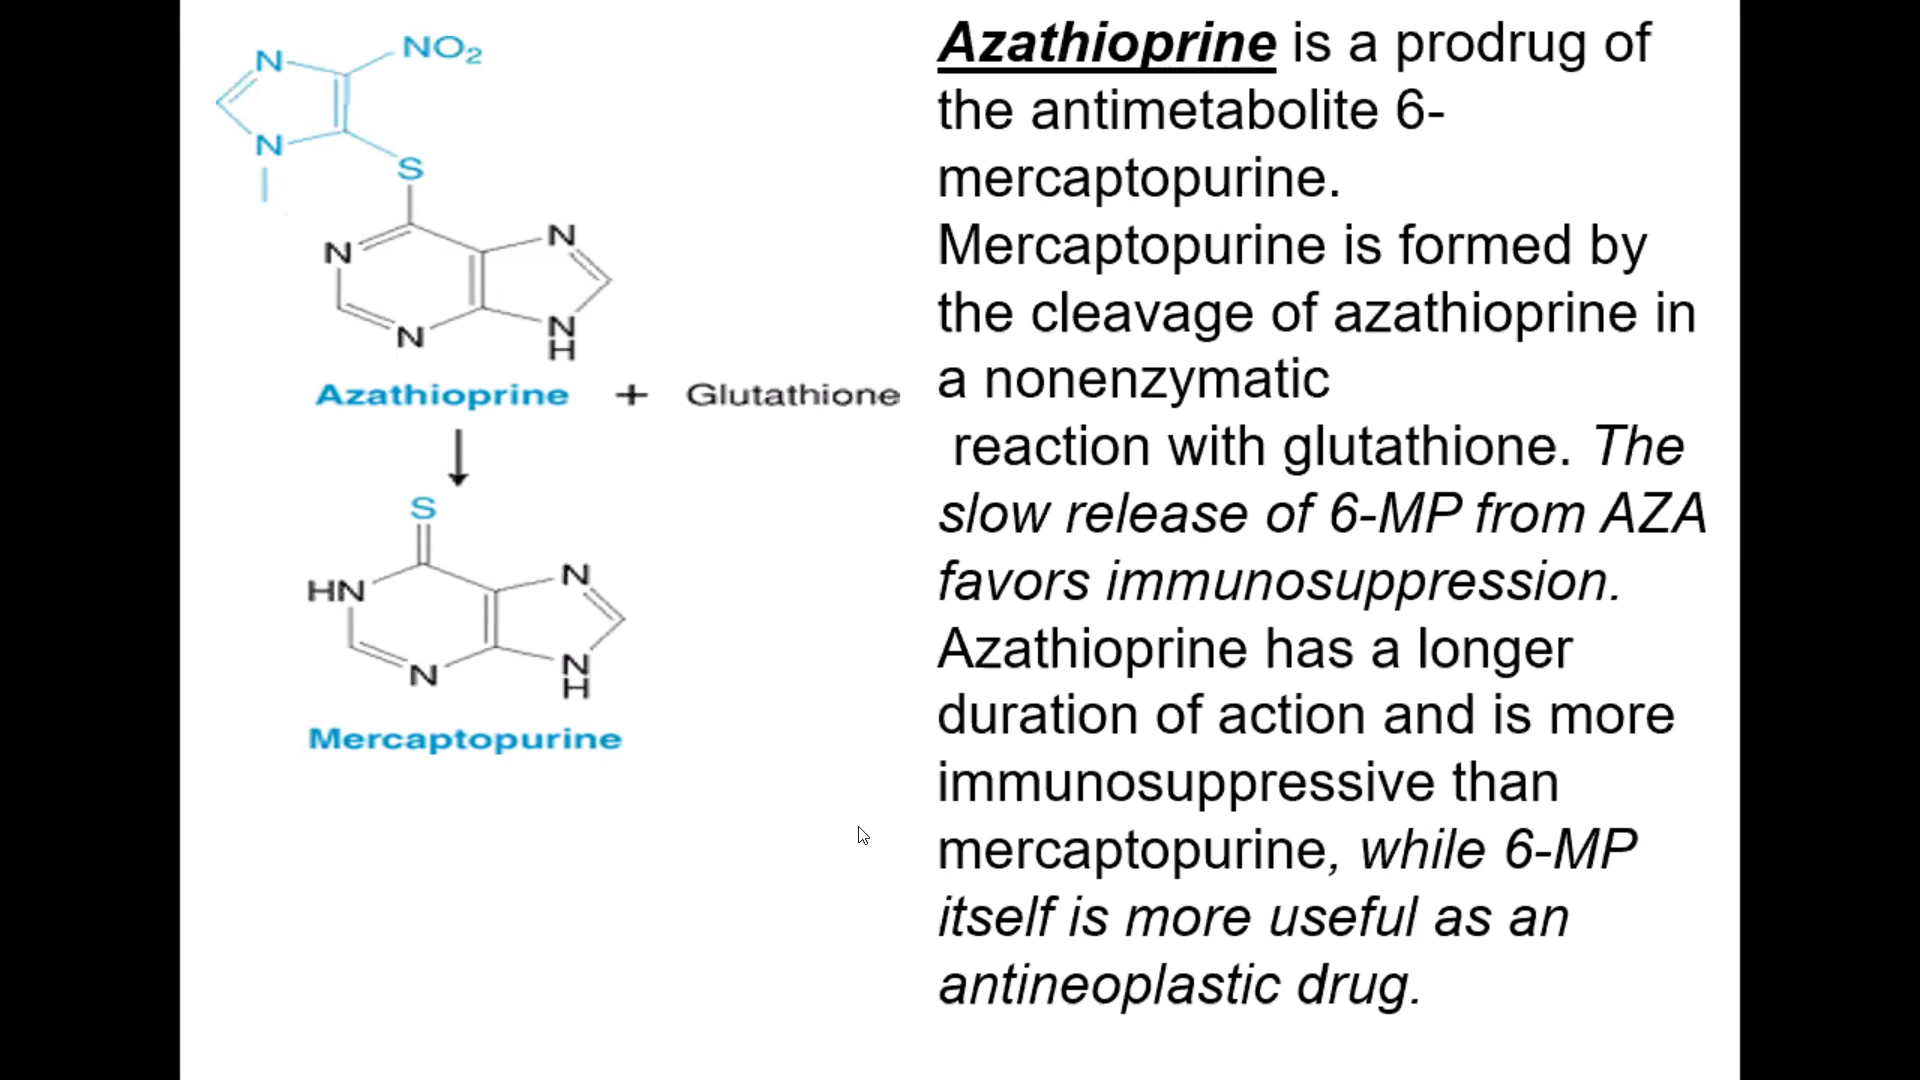 N
NO2
N
S
N
N
N
N
H
Azathioprine + Glutathione
S
HN
N
N
N
H
Mercaptopurine
Azathioprine is a prodrug of
the antimetabolite 6-
mercaptopurine.
Mercaptopurine is formed by
the cleavage of azathioprine in
a nonenzymatic
reaction with glutathione. The
slow release of 6-MP from AZA
favors immunosuppression.
Azathioprine has a longer
duration of action and is more
immunosuppressive than
mercaptopurine, while 6-MP
itself is more useful as an
antineoplastic drug.